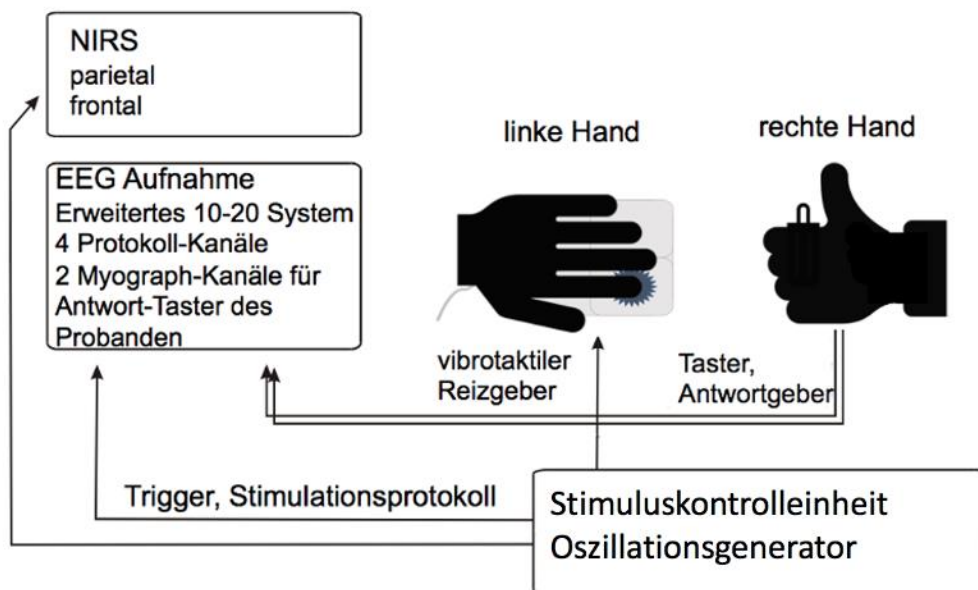 NIRS
parietal
frontal
EEG Aufnahme
Erweitertes 10-20 System
4 Protokoll-Kanäle
2 Myograph-Kanäle für
Antwort-Taster des
Probanden
linke Hand
rechte Hand
vibrotaktiler
Reizgeber
Taster,
Antwortgeber
Trigger, Stimulationsprotokoll
Stimuluskontrolleinheit
Oszillationsgenerator